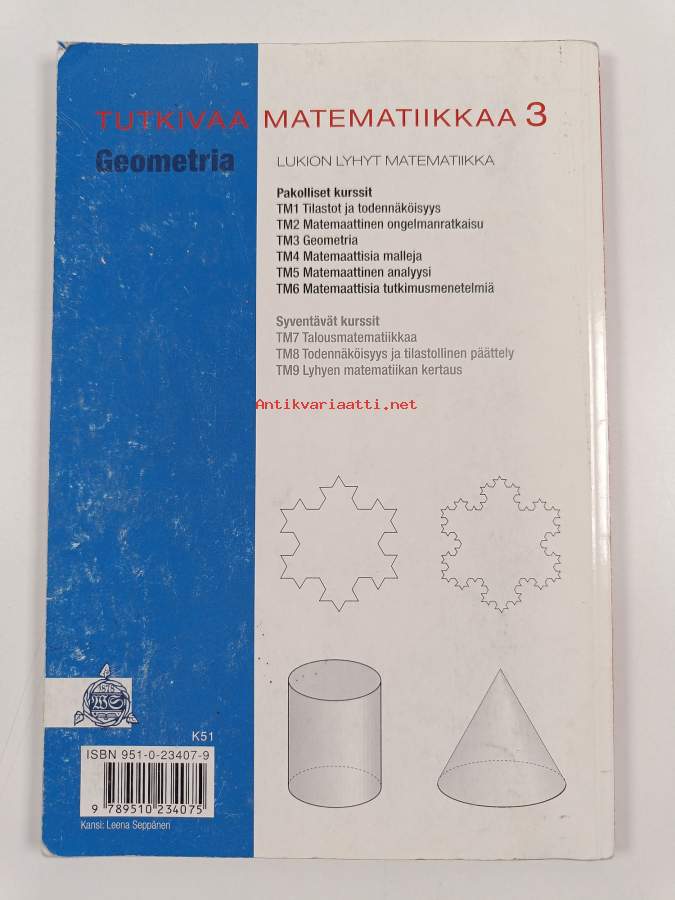 TUTKIVAA MATEMATIIKKAA 3
Geometria
LUKION LYHYT MATEMATIIKKA
Pakolliset kurssit
TM1 Tilastot ja todennäköisyys
TM2 Matemaattinen ongelmanratkaisu
TM3 Geometria
TM4 Matemaattisia malleja
TM5 Matemaattinen analyysi
TM6 Matemaattisia tutkimusmenetelmiä
Syventävät kurssit
TM7 Talousmatematiikkaa
TM8 Todennäköisyys ja tilastollinen päättely
TM9 Lyhyen matematiikan kertaus
Antikvariaatti.net
K51
ISBN 951-0-23407-9
9 789510 234075
Kansi: Leena Seppänen